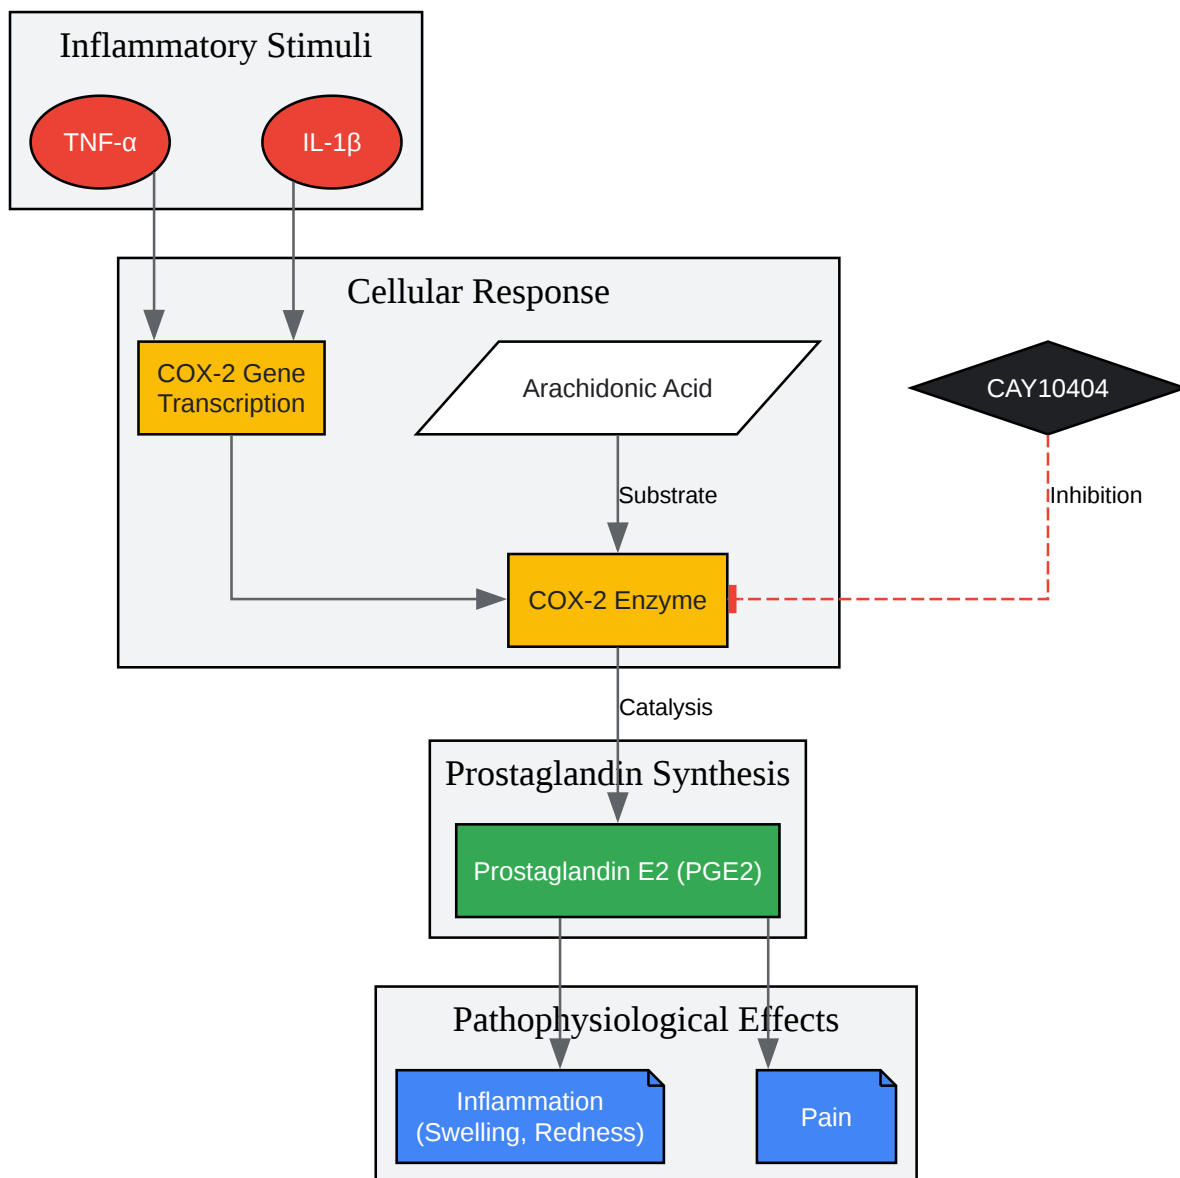 Inflammatory Stimuli
TNF-α
IL-1β
Cellular Response
COX-2 Gene
Transcription
Arachidonic Acid
CAY10404
Substrate
Inhibition
COX-2 Enzyme
Catalysis
Prostaglandin Synthesis
Prostaglandin E2 (PGE2)
Pathophysiological Effects
Inflammation
(Swelling, Redness)
Pain